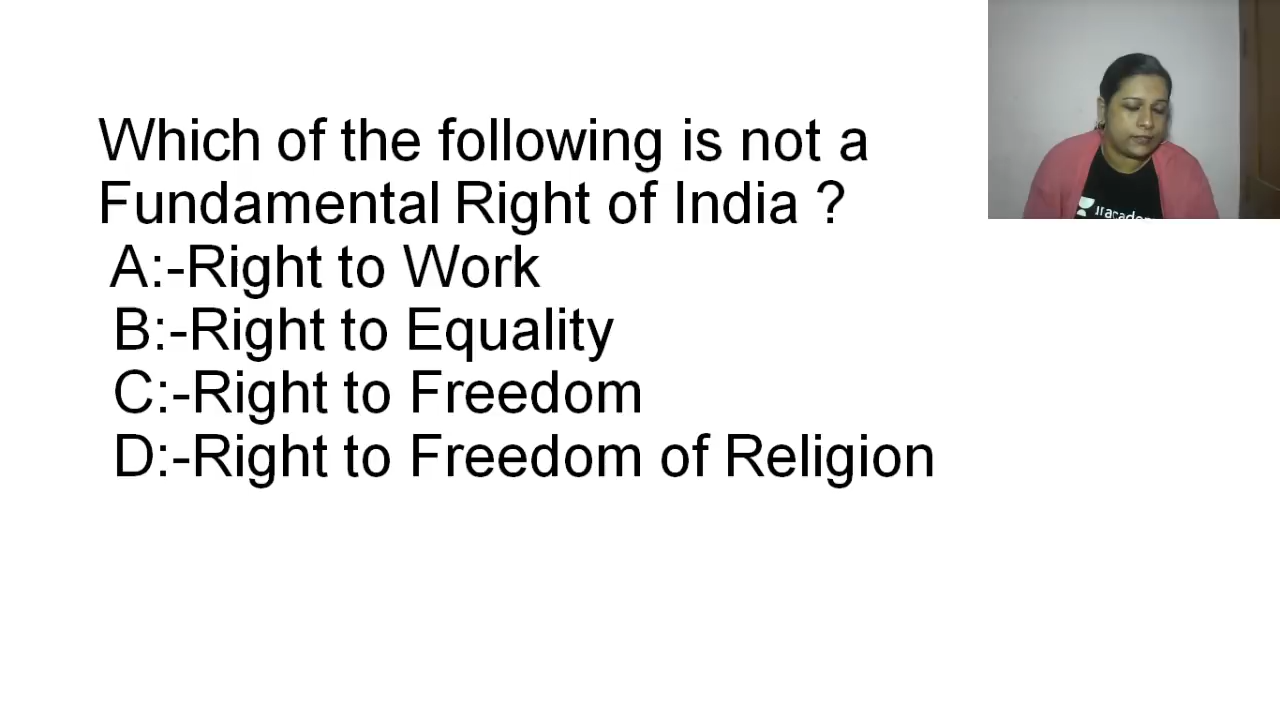 Which of the following is not a
Fundamental Right of India ?
A:-Right to Work
B:-Right to Equality
C:-Right to Freedom
D:-Right to Freedom of Religion